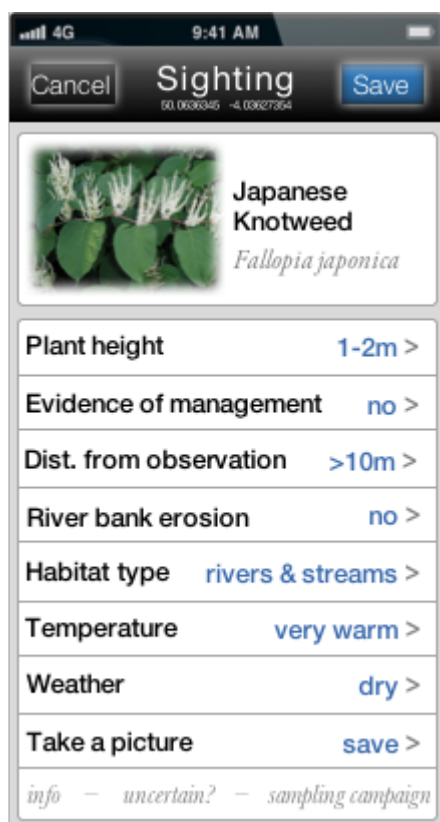 4G 9:41 AM
Cancel Sighting Save
50.0636345 -4.03627354
Japanese
Knotweed
Fallopia japonica
Plant height 1-2m >
Evidence of management no >
Dist. from observation >10m >
River bank erosion no >
Habitat type rivers & streams >
Temperature very warm >
Weather dry >
Take a picture save >
info – uncertain? – sampling campaign